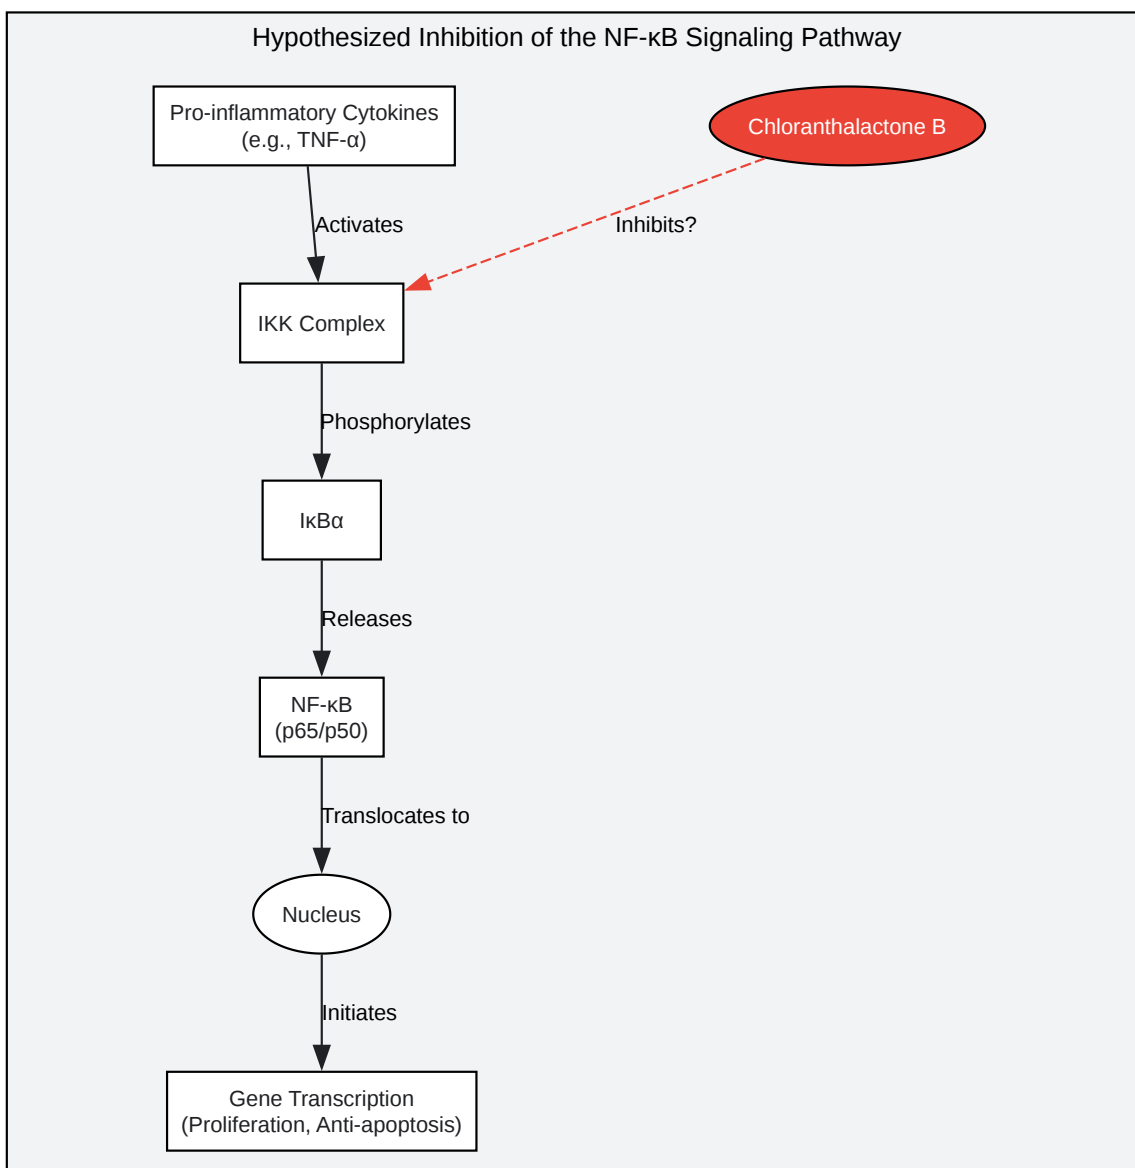 Hypothesized Inhibition of the NF-κB Signaling Pathway
Pro-inflammatory Cytokines
(e.g., TNF-α)
Chloranthalactone B
Activates
Inhibits?
IKK Complex
Phosphorylates
IκBα
Releases
NF-κB
(p65/p50)
Translocates to
Nucleus
Initiates
Gene Transcription
(Proliferation, Anti-apoptosis)